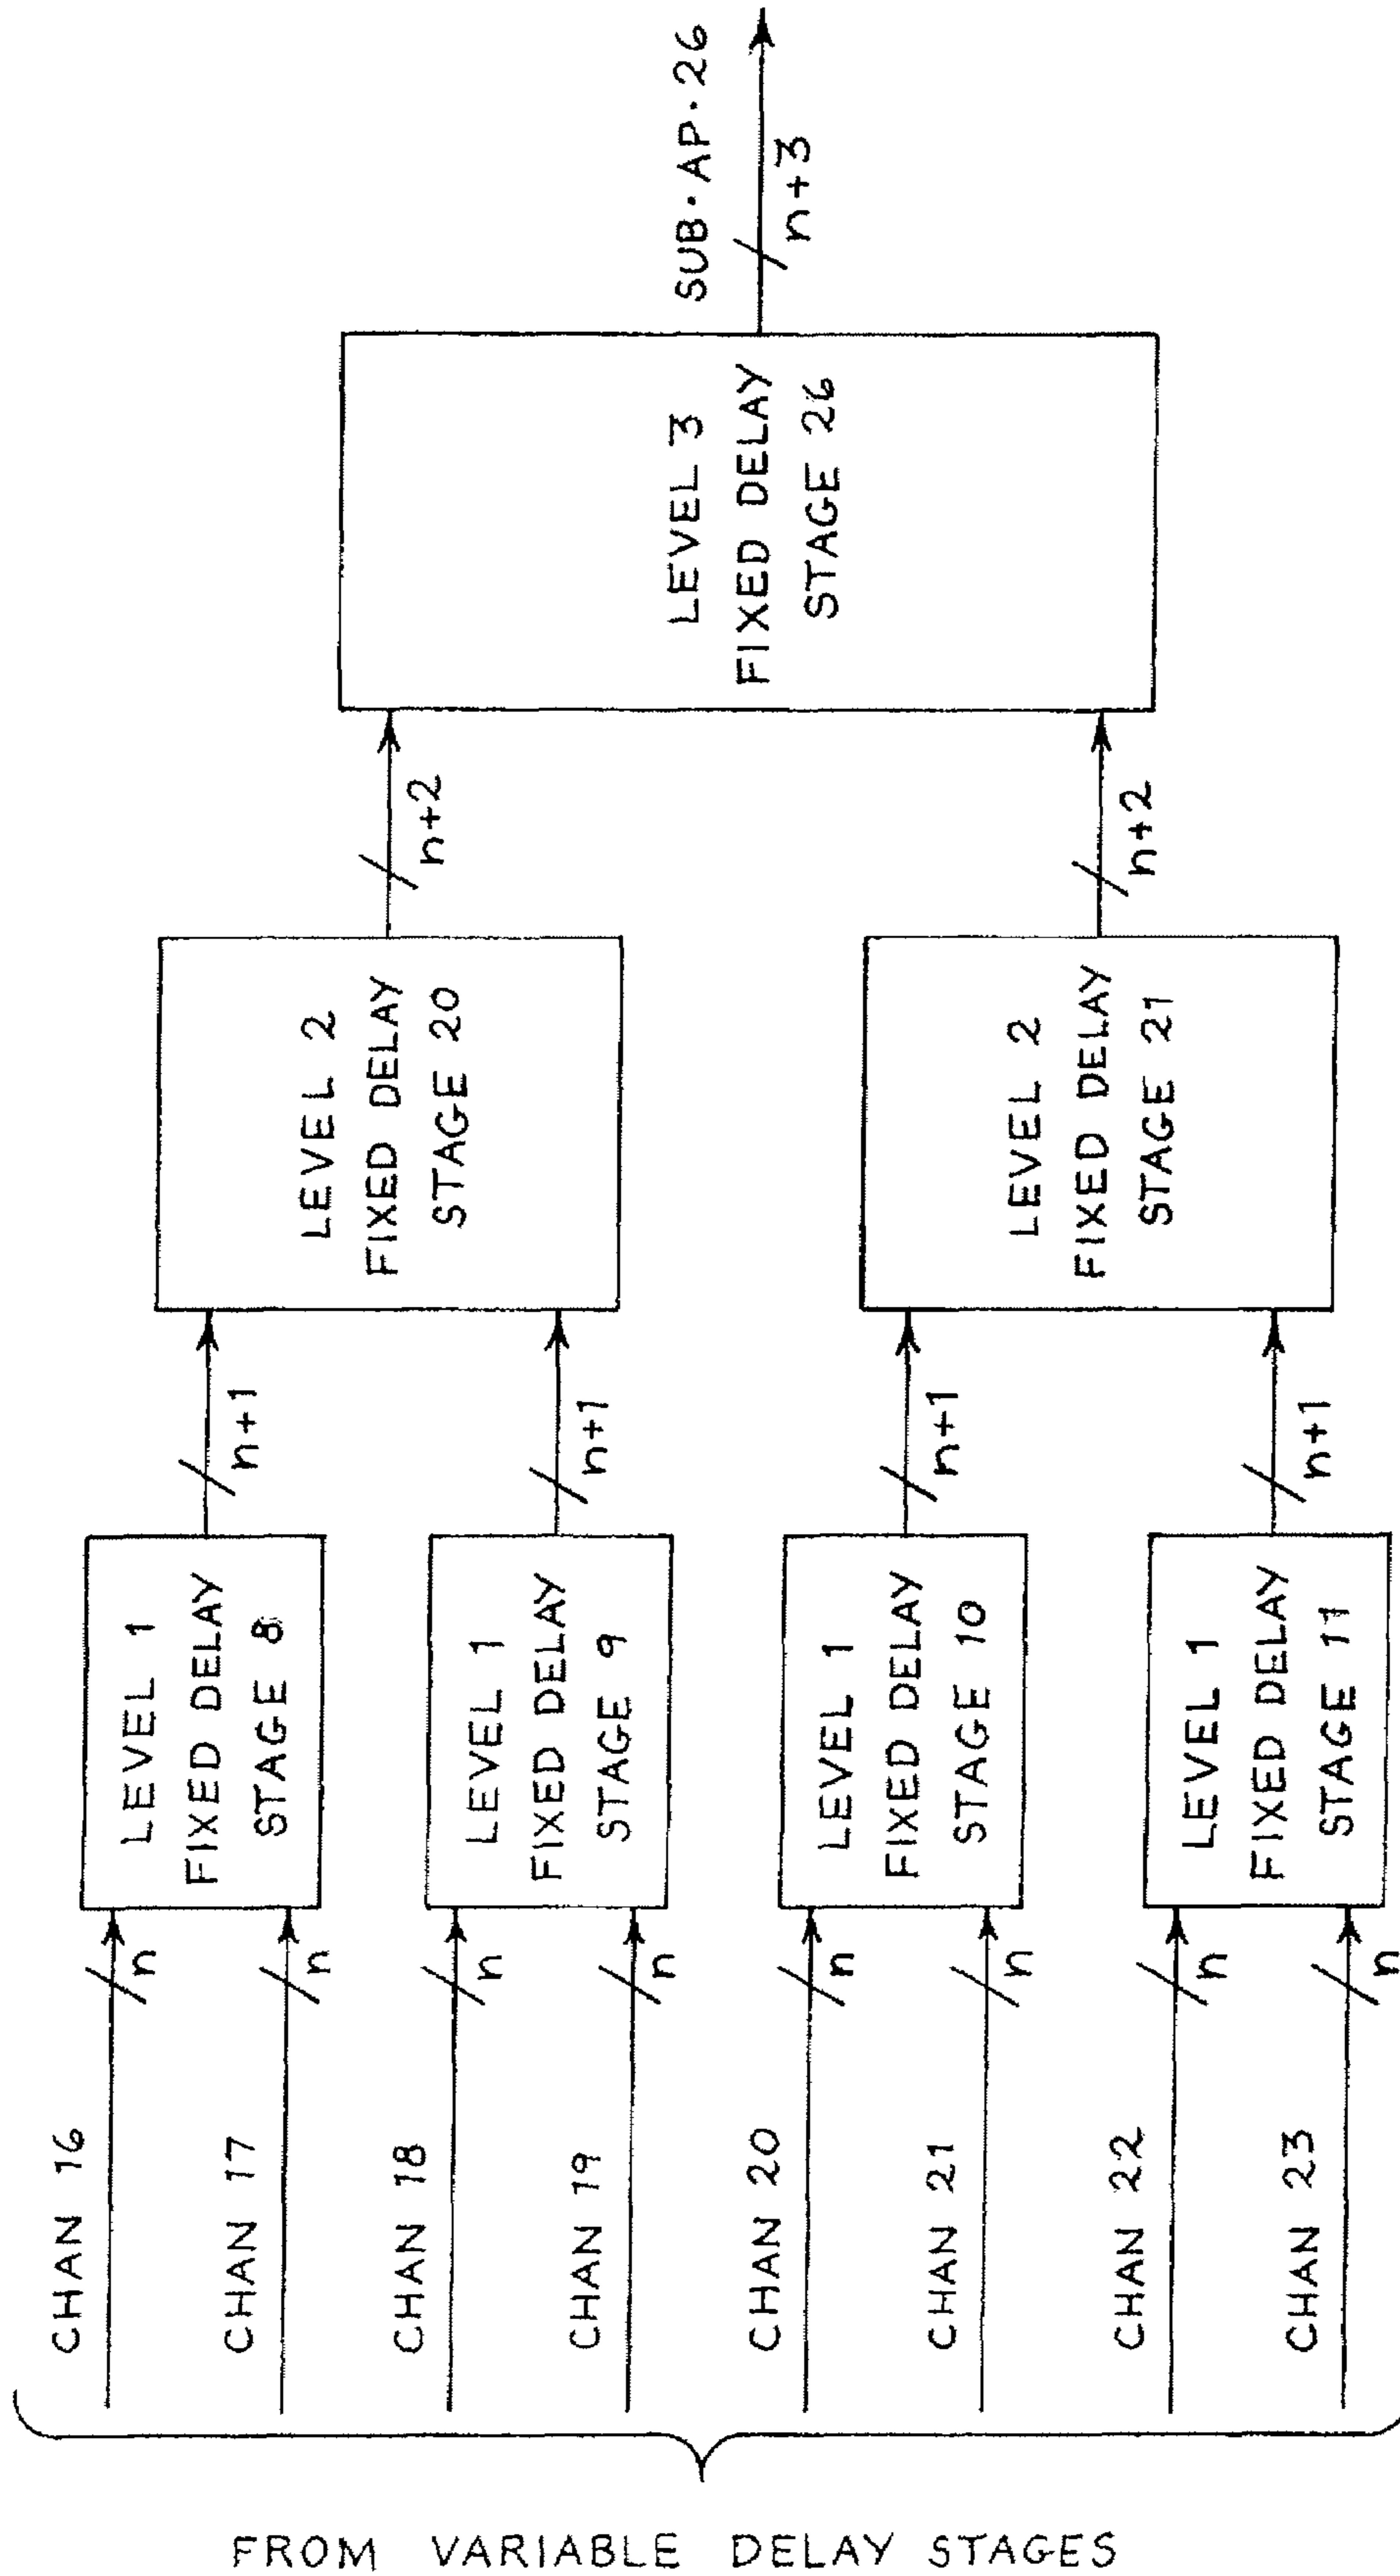 FROM VARIABLE DELAY STAGES
CHAN 16
n
CHAN 17
n
CHAN 18
n
CHAN 19
n
CHAN 20
n
CHAN 21
n
CHAN 22
n
CHAN 23
n
LEVEL 1
FIXED DELAY
STAGE 8
n+1
LEVEL 1
FIXED DELAY
STAGE 9
n+1
LEVEL 1
FIXED DELAY
STAGE 10
n+1
LEVEL 1
FIXED DELAY
STAGE 11
n+1
LEVEL 2
FIXED DELAY
STAGE 20
n+2
LEVEL 2
FIXED DELAY
STAGE 21
n+2
LEVEL 3
FIXED DELAY
STAGE 26
SUB·AP·26
n+3